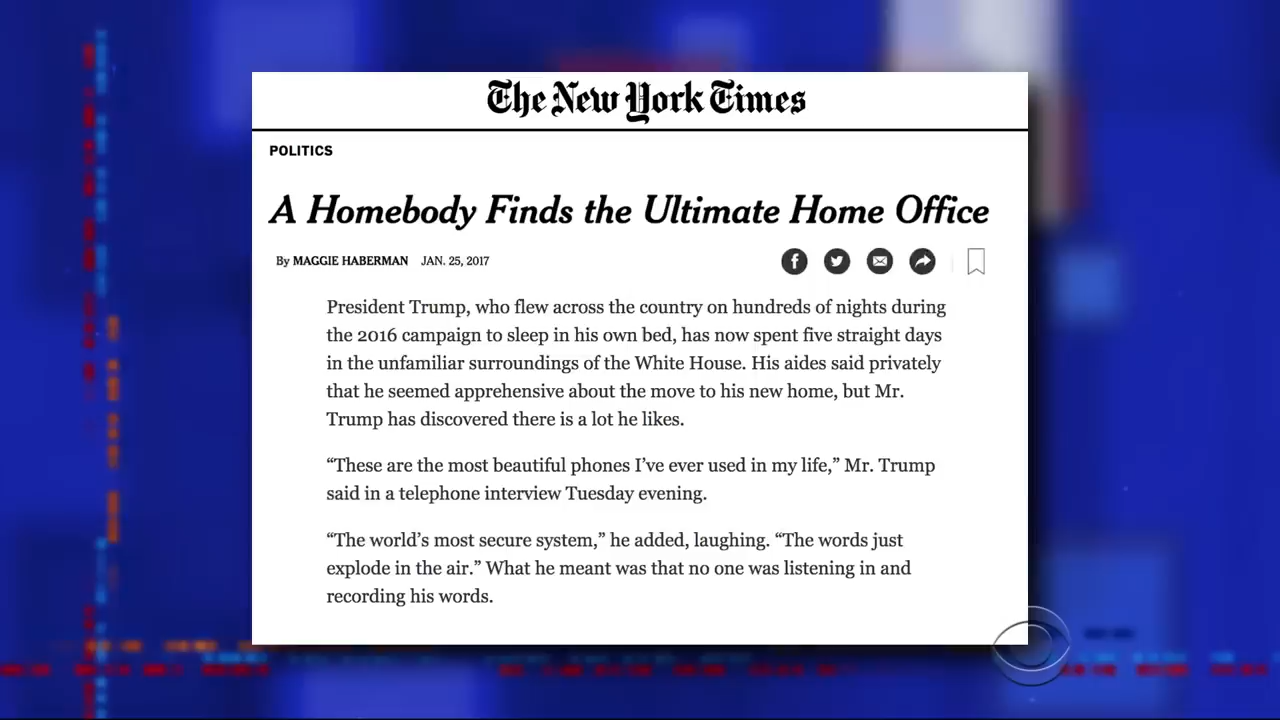 The New York Times
POLITICS
A Homebody Finds the Ultimate Home Office
By MAGGIE HABERMAN JAN. 25, 2017
President Trump, who flew across the country on hundreds of nights during
the 2016 campaign to sleep in his own bed, has now spent five straight days
in the unfamiliar surroundings of the White House. His aides said privately
that he seemed apprehensive about the move to his new home, but Mr.
Trump has discovered there is a lot he likes.
“These are the most beautiful phones I’ve ever used in my life,” Mr. Trump
said in a telephone interview Tuesday evening.
“The world’s most secure system,” he added, laughing. “The words just
explode in the air.” What he meant was that no one was listening in and
recording his words.